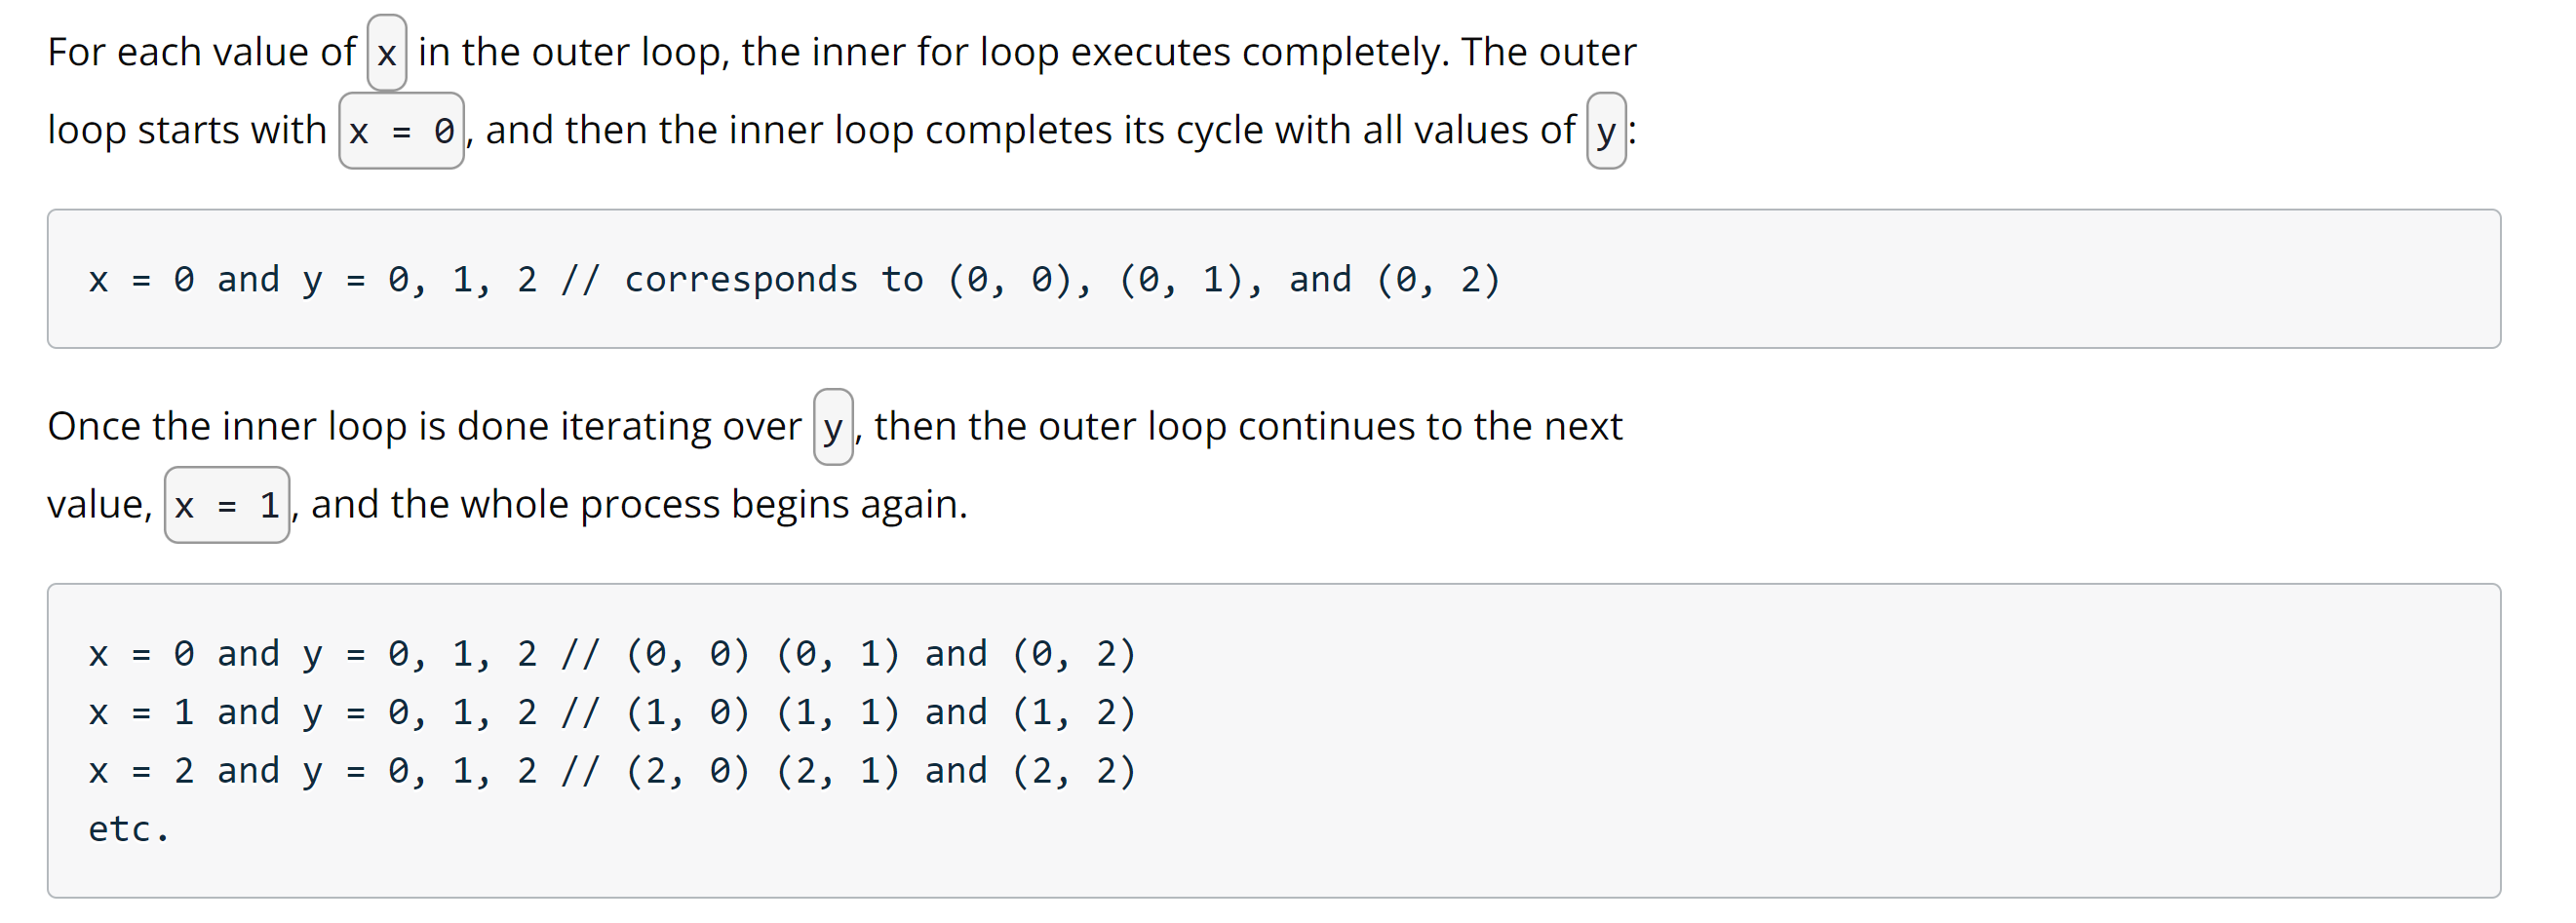 For each value of x in the outer loop, the inner for loop executes completely. The outer
loop starts with x = 0, and then the inner loop completes its cycle with all values of y:
x = 0 and y = 0, 1, 2 // corresponds to (0, 0), (0, 1), and (0, 2)
Once the inner loop is done iterating over y, then the outer loop continues to the next
value, x = 1, and the whole process begins again.
x = 0 and y = 0, 1, 2 // (0, 0) (0, 1) and (0, 2)
x = 1 and y = 0, 1, 2 // (1, 0) (1, 1) and (1, 2)
x = 2 and y = 0, 1, 2 // (2, 0) (2, 1) and (2, 2)
etc.